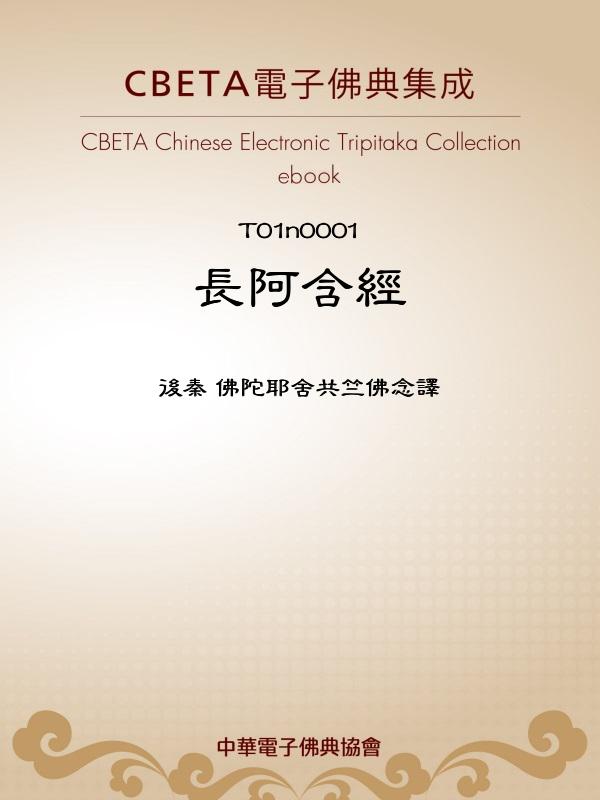 CBETA電子佛典集成
CBETA Chinese Electronic Tripitaka Collection
ebook
T01n0001
長阿含經
後秦 佛陀耶舍共竺佛念譯
中華電子佛典協會